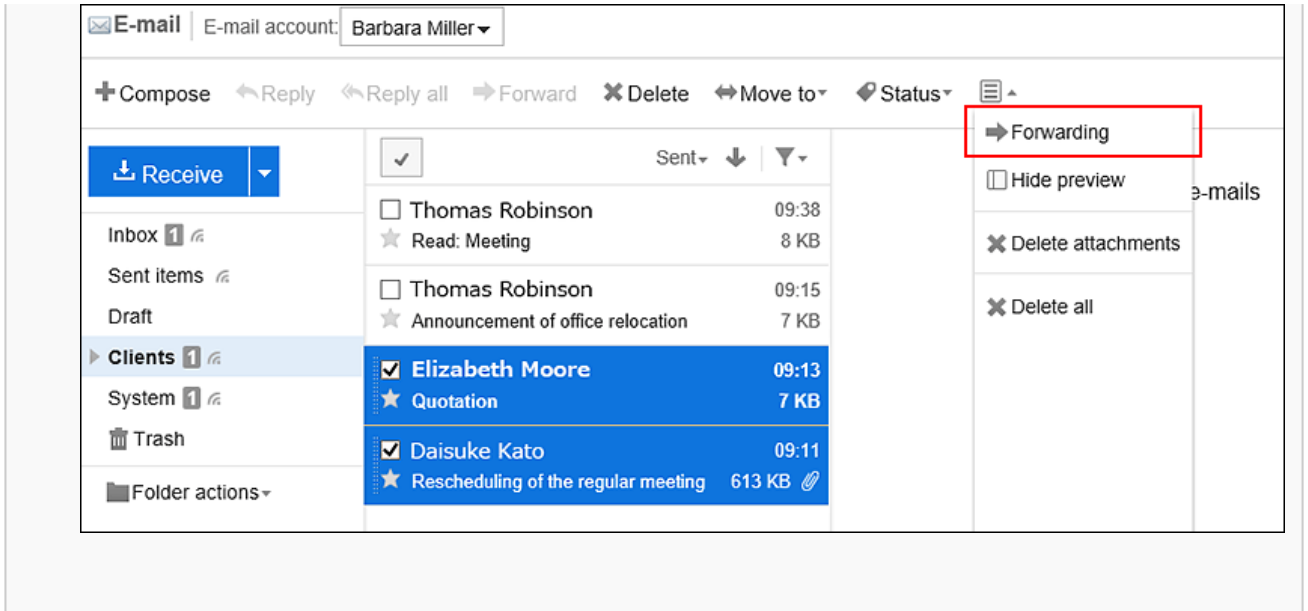 E-mail E-mail account: Barbara Miller
Compose Reply Reply all Forward Delete Move to Status
Forwarding
Hide preview
Delete attachments
Delete all
e-mails
Receive
Inbox 1
Sent items
Draft
Clients 1
System 1
Trash
Folder actions
Sent
Thomas Robinson 09:38
Read: Meeting 8 KB
Thomas Robinson 09:15
Announcement of office relocation 7 KB
Elizabeth Moore 09:13
Quotation 7 KB
Daisuke Kato 09:11
Rescheduling of the regular meeting 613 KB